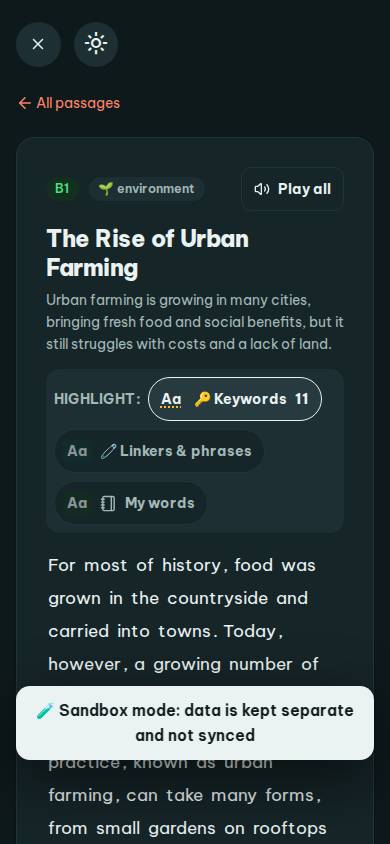 ← All passages
B1 🌱 environment Play all
The Rise of Urban
Farming
Urban farming is growing in many cities,
bringing fresh food and social benefits, but it
still struggles with costs and a lack of land.
HIGHLIGHT: Aa 🔑 Keywords 11
Aa 🖍 Linkers & phrases
Aa 📓 My words
For most of history, food was
grown in the countryside and
carried into towns. Today,
however, a growing number of
🧪 Sandbox mode: data is kept separate
and not synced
practice, known as urban
farming, can take many forms,
from small gardens on rooftops